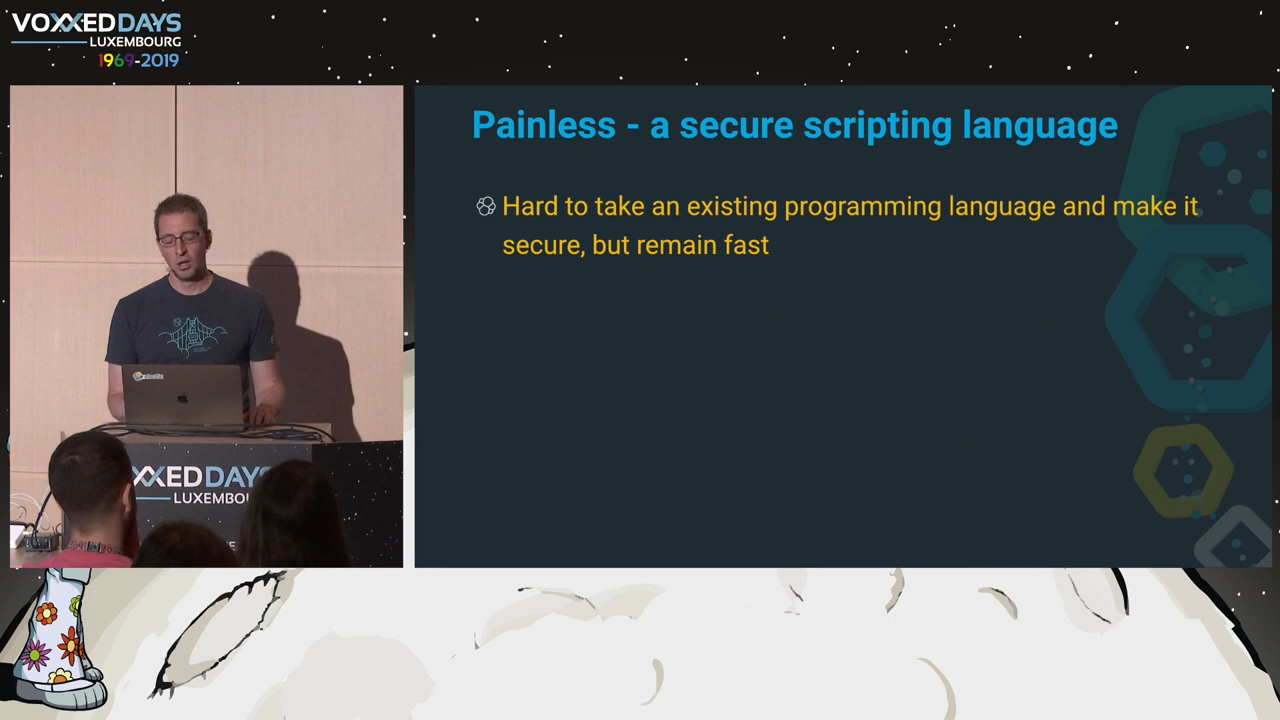 VOXXED DAYS
LUXEMBOURG
1969-2019
Painless - a secure scripting language
Hard to take an existing programming language and make it
secure, but remain fast
XXED DAYS
LUXEMBOU